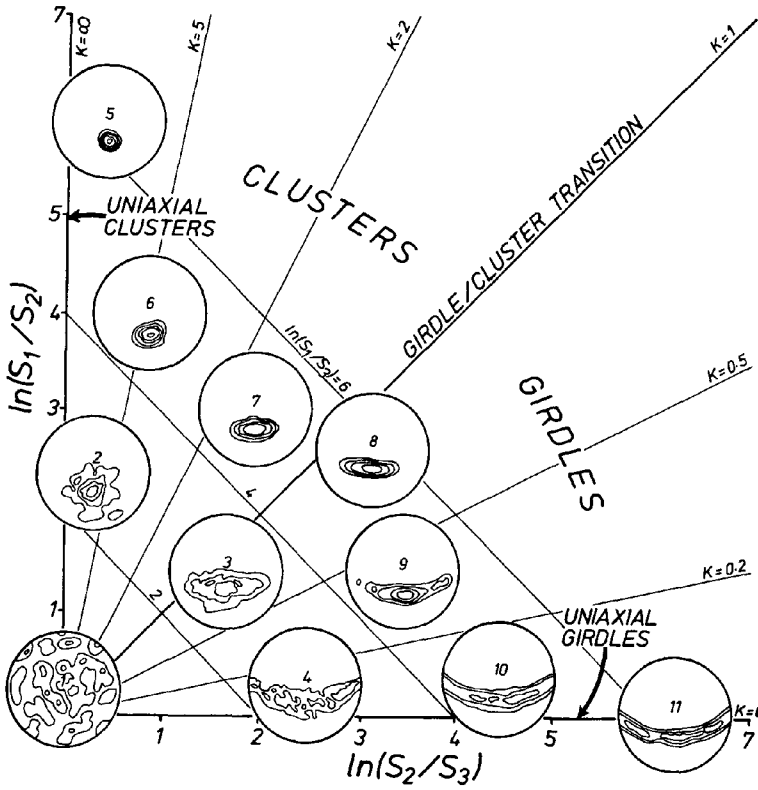 7
K=∞
K=5
K=2
K=1
5
5
UNIAXIAL
CLUSTERS
CLUSTERS
GIRDLE/CLUSTER TRANSITION
6
4
ln(S₁/S₂)
ln(S₁/S₃)=6
K=0.5
7
3
8
GIRDLES
2
4
3
9
2
K=0.2
1
UNIAXIAL
GIRDLES
4
10
11
1
2
3
4
5
7
ln(S₂/S₃)